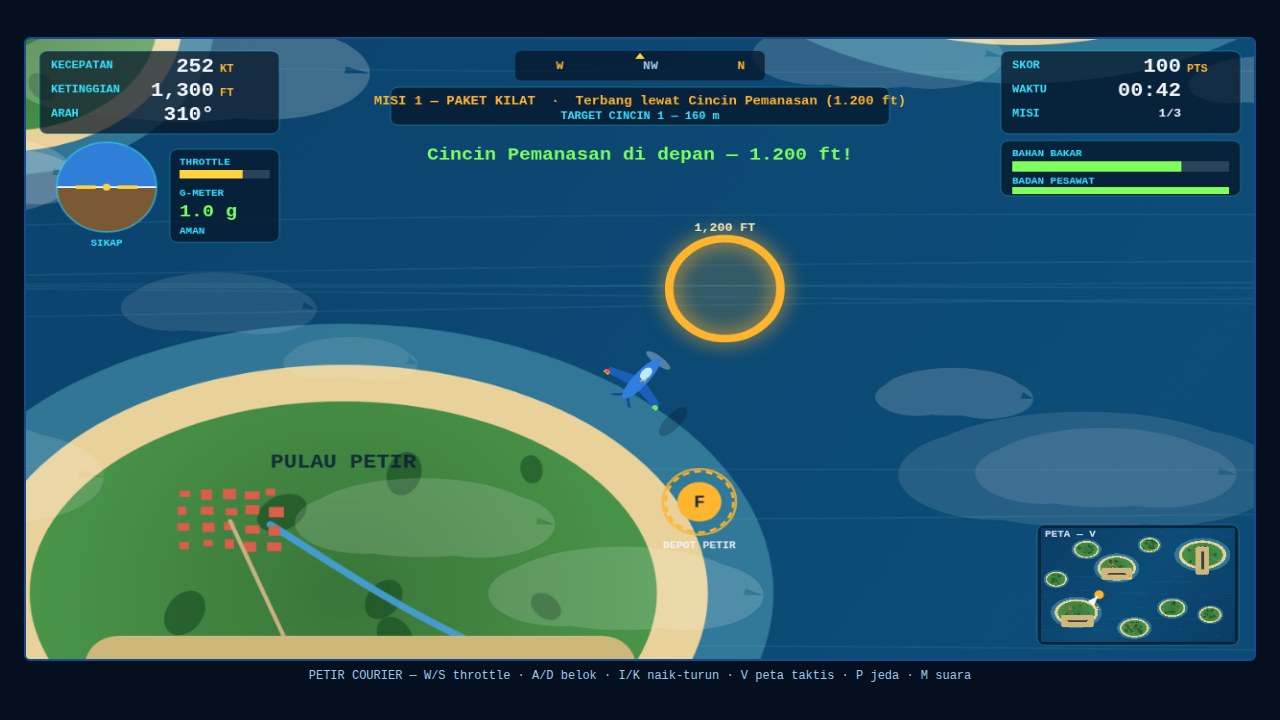 KECEPATAN 252 KT
KETINGGIAN 1,300 FT
ARAH 310°
W NW N
MISI 1 — PAKET KILAT · Terbang lewat Cincin Pemanasan (1.200 ft)
TARGET CINCIN 1 — 160 m
Cincin Pemanasan di depan — 1.200 ft!
SKOR 100 PTS
WAKTU 00:42
MISI 1/3
BAHAN BAKAR
BADAN PESAWAT
THROTTLE
G-METER
1.0 g
AMAN
SIKAP
1,200 FT
PULAU PETIR
F
DEPOT PETIR
PETA — V
PETIR COURIER — W/S throttle · A/D belok · I/K naik-turun · V peta taktis · P jeda · M suara